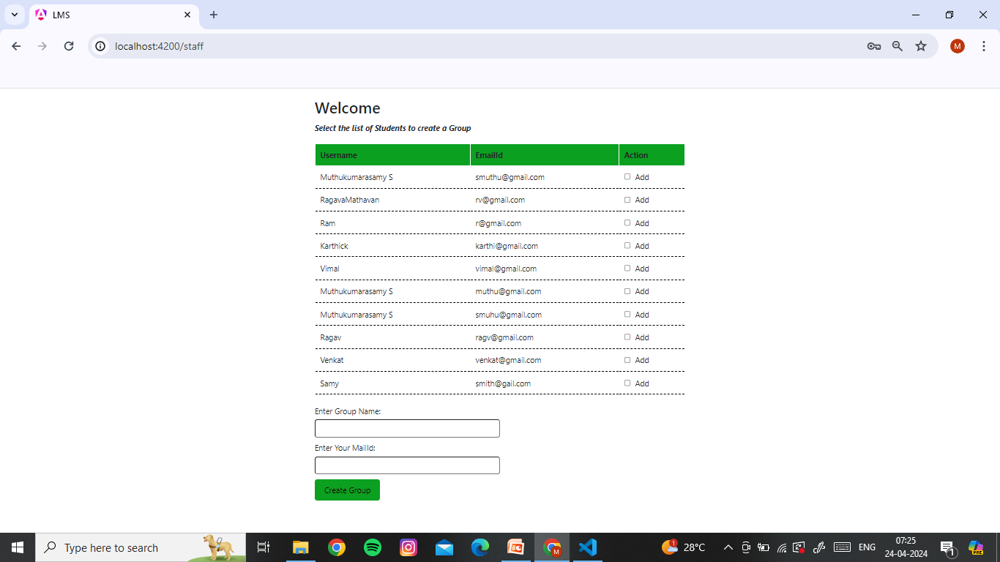 LMS
localhost:4200/staff
M
Welcome
Select the list of Students to create a Group
Username EmailId Action
Muthukumarasamy S smuthu@gmail.com Add
RagavaMathavan rv@gmail.com Add
Ram r@gmail.com Add
Karthick karthi@gmail.com Add
Vimal vimal@gmail.com Add
Muthukumarasamy S muthu@gmail.com Add
Muthukumarasamy S smuhu@gmail.com Add
Ragav ragv@gmail.com Add
Venkat venkat@gmail.com Add
Samy smith@gail.com Add
Enter Group Name:
Enter Your MailId:
Create Group
Type here to search M 1 28°C ENG 07:25 1 PRE
24-04-2024